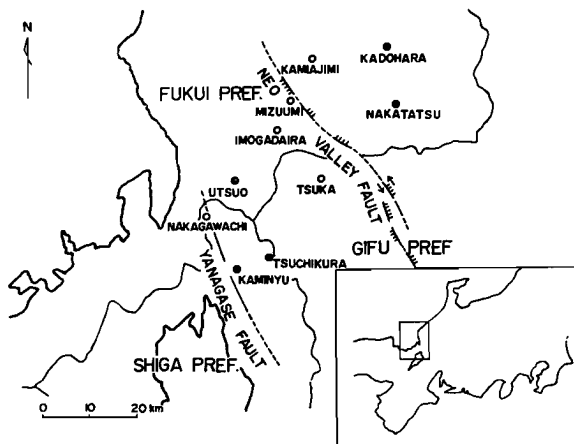 N
KADOHARA
KAMIAJIMI
NEO
FUKUI PREF.
MIZUUMI
NAKATATSU
IMOGADAIRA
VALLEY FAULT
UTSUO
TSUKA
NAKAGAWACHI
GIFU PREF
TSUCHIKURA
KAMINYU
YANAGASE FAULT
SHIGA PREF.
0 10 20 km